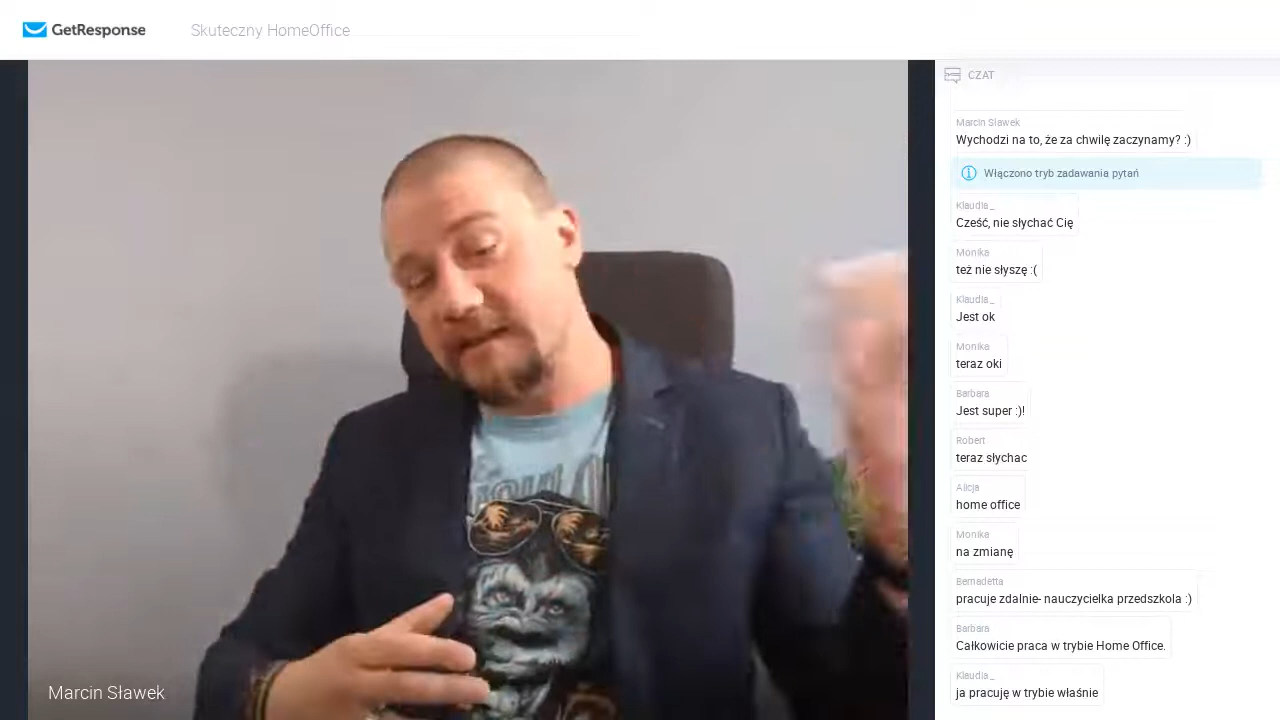 GetResponse
Skuteczny HomeOffice
CZAT
Marcin Sławek
Wychodzi na to, że za chwilę zaczynamy? :)
Włączono tryb zadawania pytań
Klaudia_
Cześć, nie słychać Cię
Monika
też nie słyszę :(
Klaudia_
Jest ok
Monika
teraz oki
Barbara
Jest super :)!
Robert
teraz słychac
Alicja
home office
Monika
na zmianę
Bernadetta
pracuje zdalnie- nauczycielka przedszkola :)
Barbara
Całkowicie praca w trybie Home Office.
Klaudia_
ja pracuję w trybie właśnie
Marcin Sławek